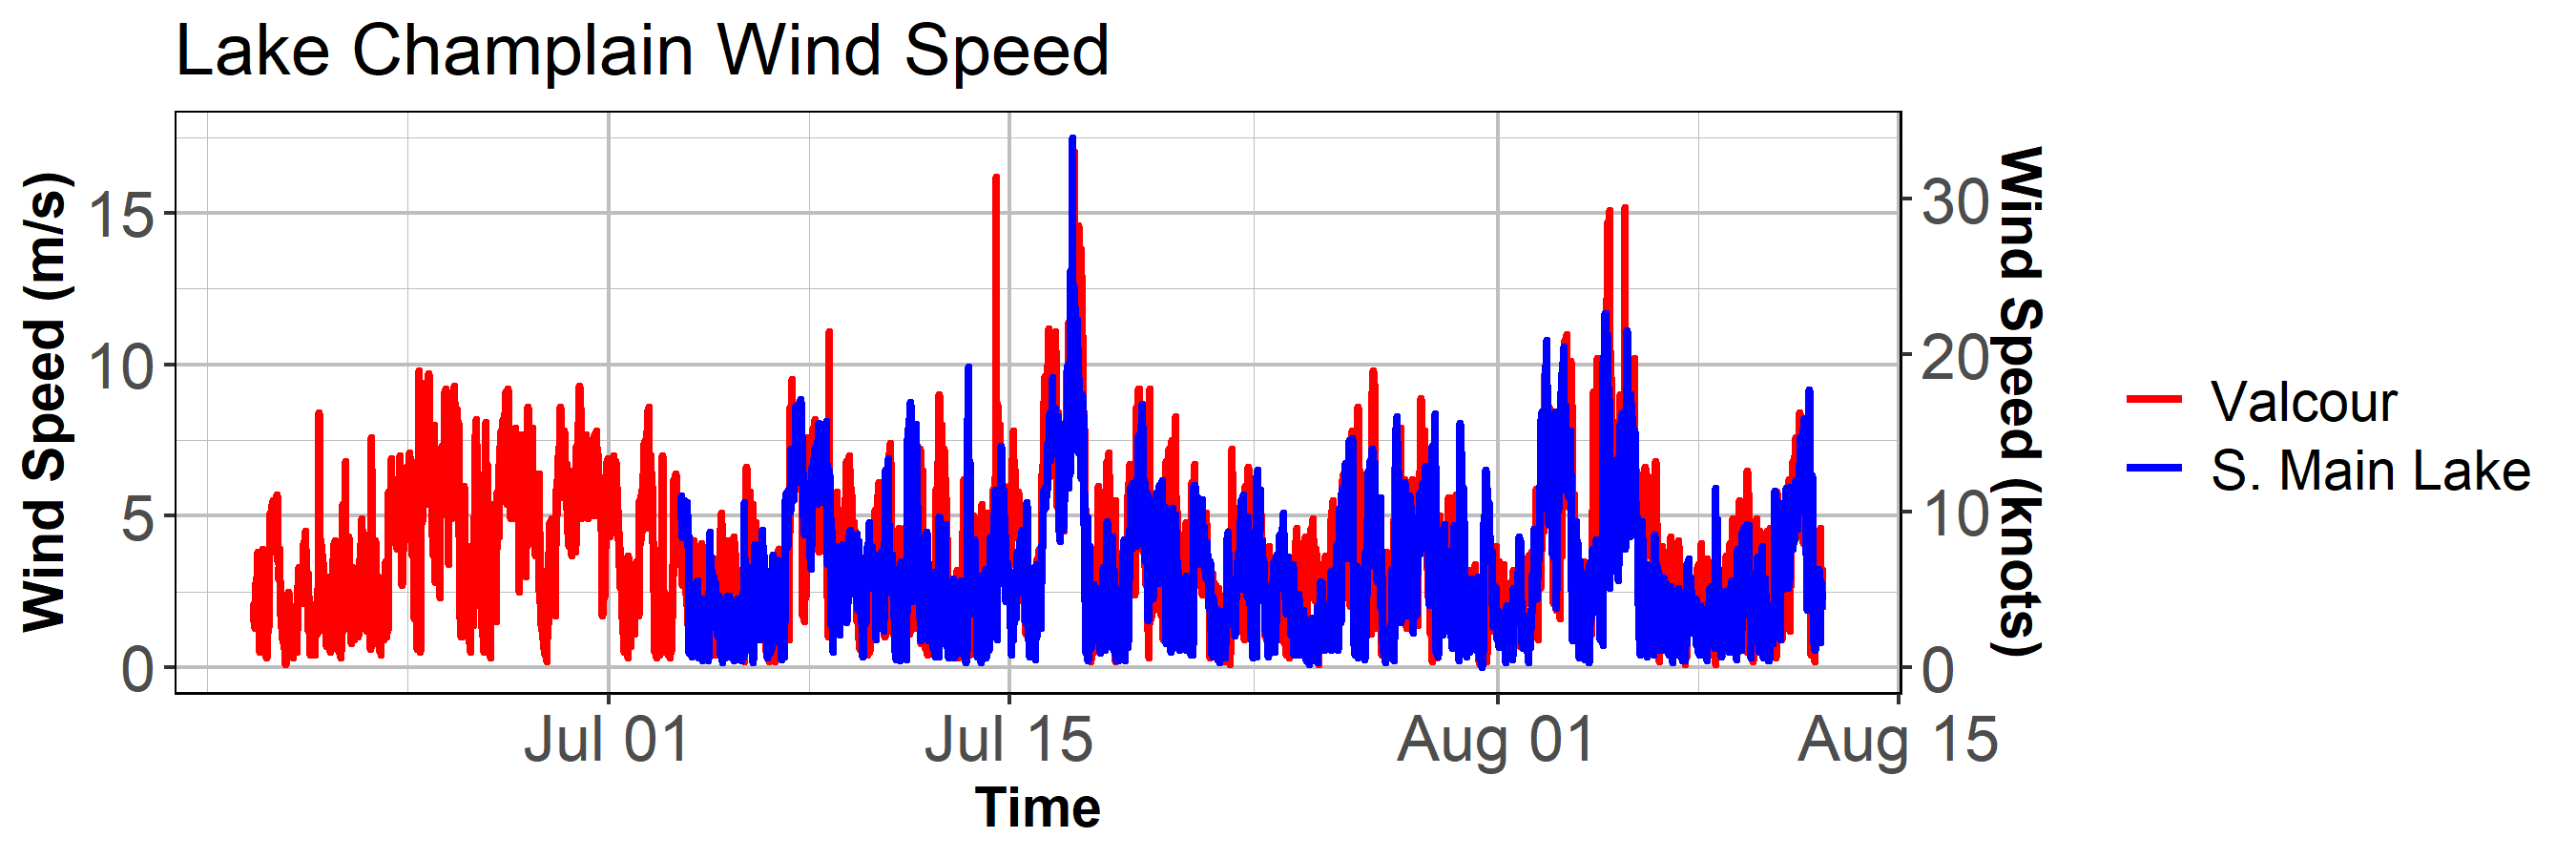 Lake Champlain Wind Speed
Wind Speed (m/s)
15
10
5
0
30
20
10
0
Wind Speed (knots)
Jul 01
Jul 15
Aug 01
Aug 15
Time
Valcour
S. Main Lake